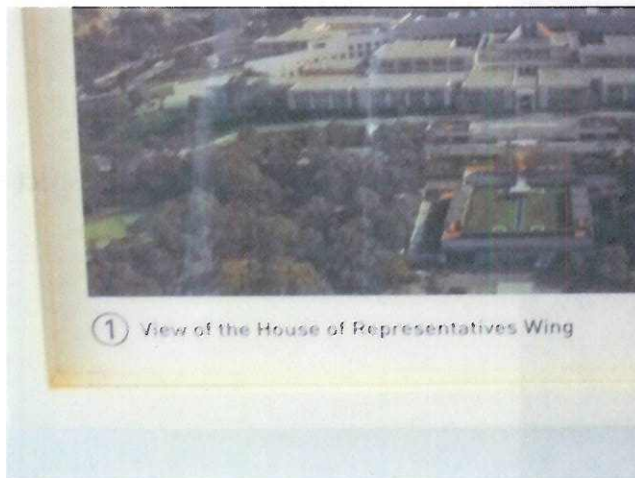 1 View of the House of Representatives Wing